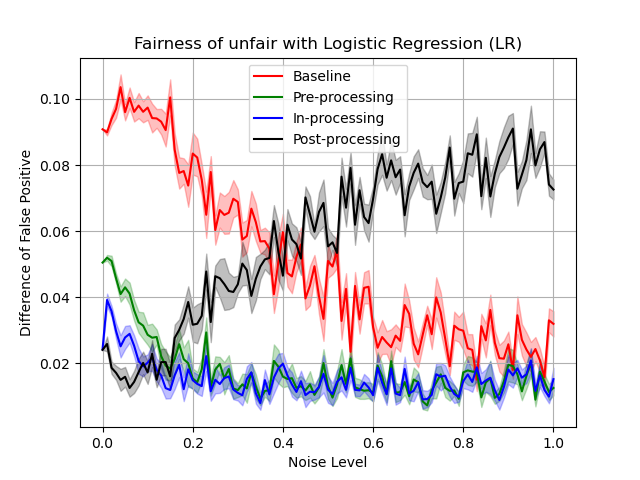 Fairness of unfair with Logistic Regression (LR)
Baseline
Pre-processing
In-processing
Post-processing
Difference of False Positive
0.10
0.08
0.06
0.04
0.02
0.0 0.2 0.4 0.6 0.8 1.0
Noise Level